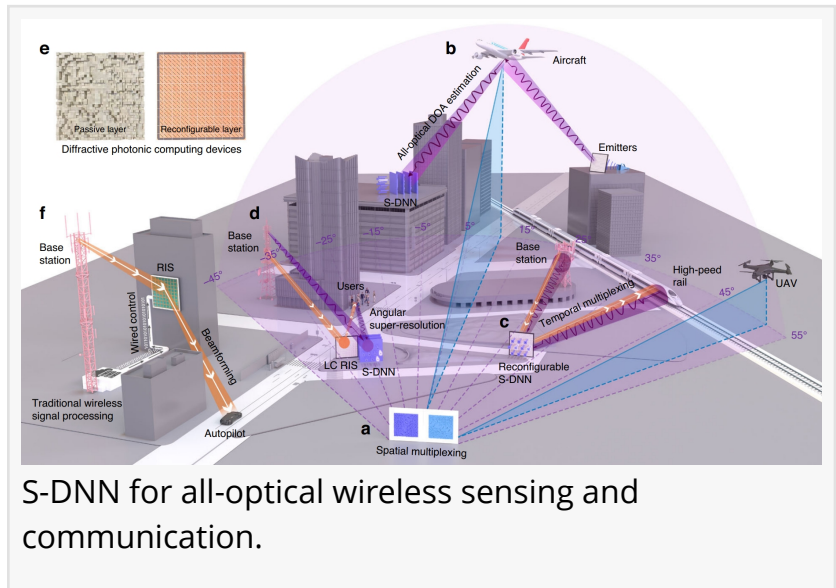 e
Passive layer
Reconfigurable layer
Diffractive photonic computing devices
b
Aircraft
All-optical DOA estimation
Emitters
S-DNN
f
Base
station
RIS
Wired control
Beamforming
Traditional wireless
signal processing
Autopilot
d
Base
station
Users
Angular
super-resolution
LC RIS
S-DNN
-45°
-35°
-25°
-15°
-5°
5°
15°
35°
45°
55°
Base
station
c
Temporal multiplexing
High-peed
rail
UAV
Reconfigurable
S-DNN
a
Spatial multiplexing
S-DNN for all-optical wireless sensing and
communication.